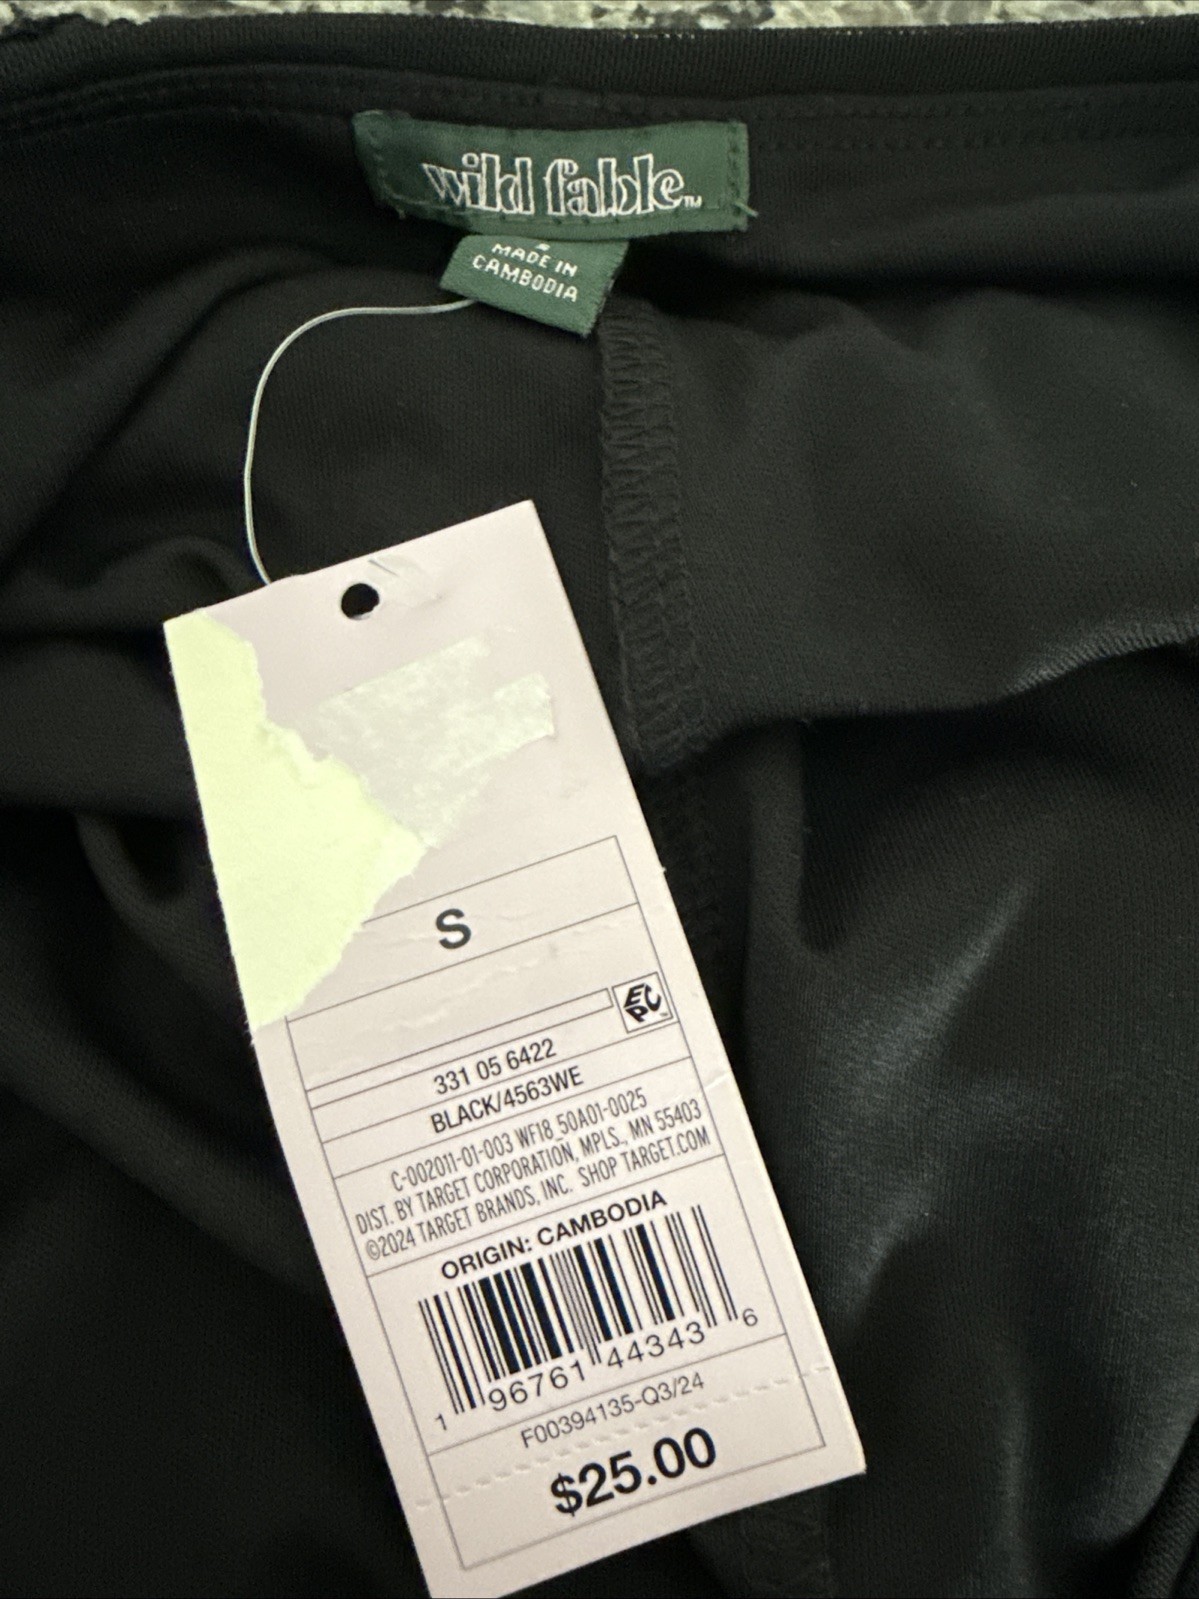 wild fable™
S
MADE IN
CAMBODIA
S
EPC™
331 05 6422
BLACK/4563WE
C-002011-01-003 WF18_50A01-0025
DIST. BY TARGET CORPORATION, MPLS., MN 55403
©2024 TARGET BRANDS, INC. SHOP TARGET.COM
ORIGIN: CAMBODIA
1 96761 44343 6
F00394135-Q3/24
$25.00